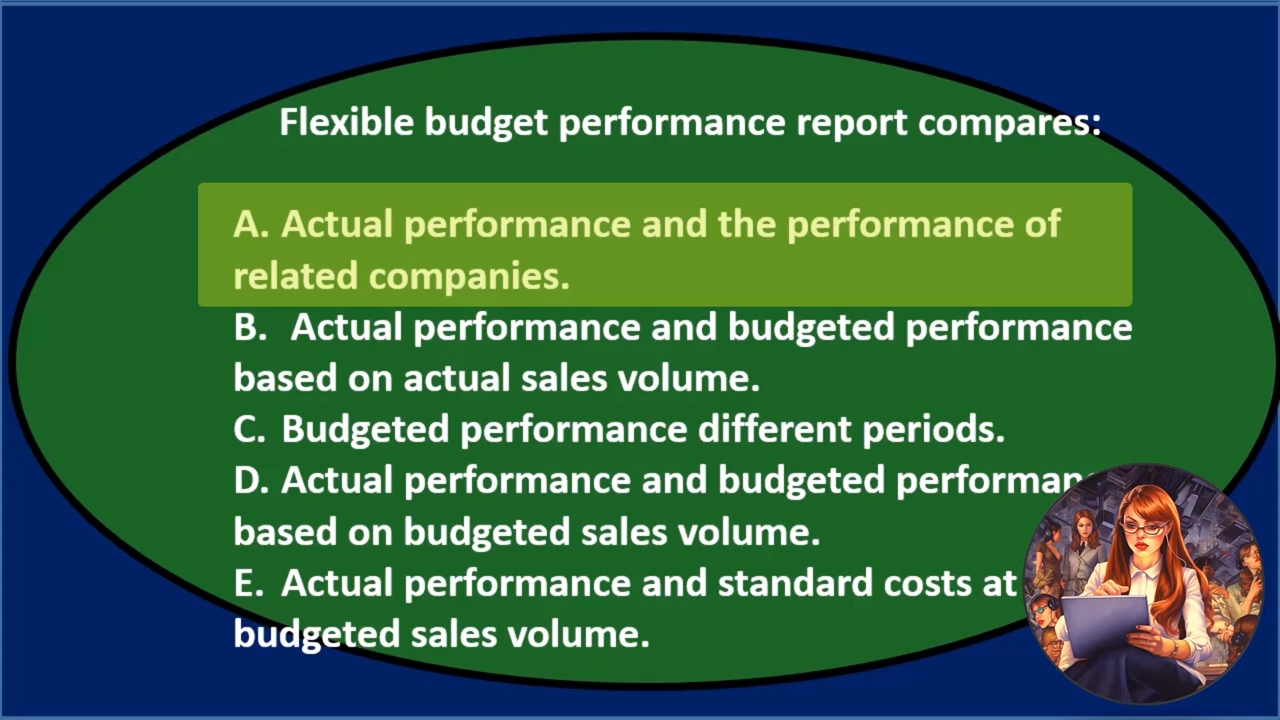 Flexible budget performance report compares:
A. Actual performance and the performance of
related companies.
B. Actual performance and budgeted performance
based on actual sales volume.
C. Budgeted performance different periods.
D. Actual performance and budgeted
based on budgeted sales volume.
E. Actual performance and standard costs at
budgeted sales volume.